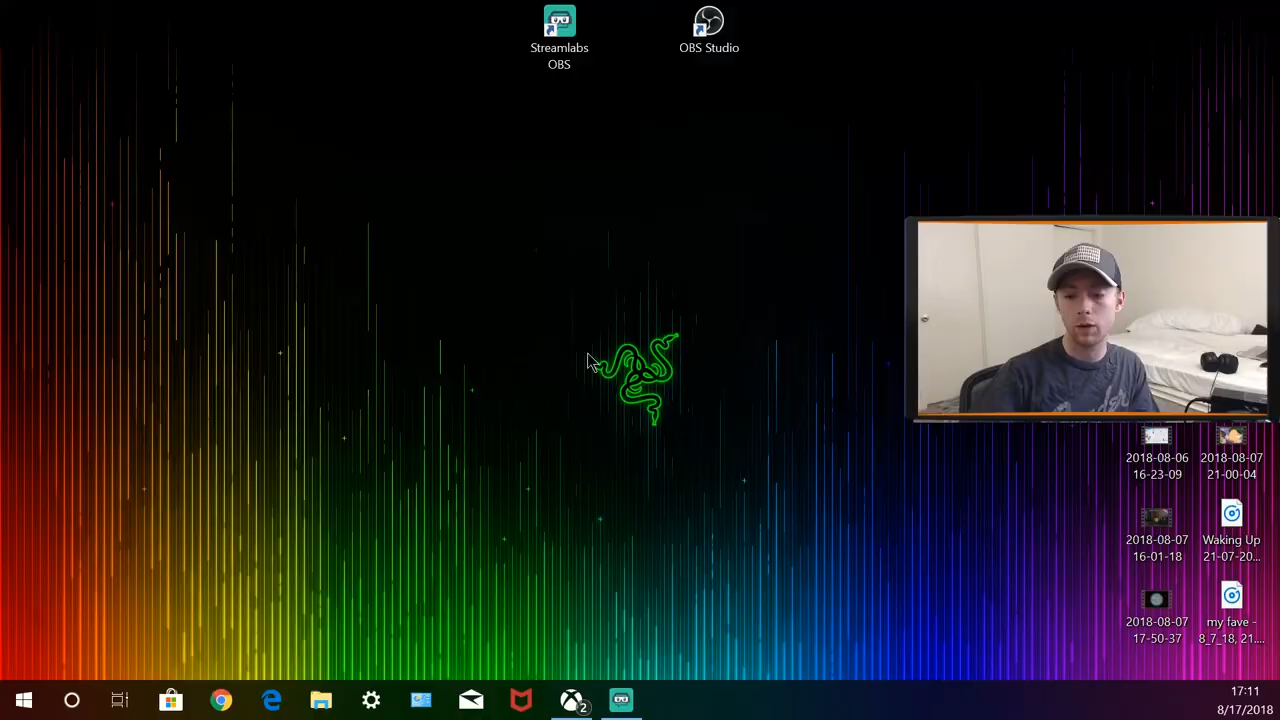 Streamlabs
OBS
OBS Studio
2018-08-06
16-23-09
2018-08-07
21-00-04
2018-08-07
16-01-18
Waking Up
21-07-20...
2018-08-07
17-50-37
my fave -
8_7_18, 21....
2
17:11
8/17/2018